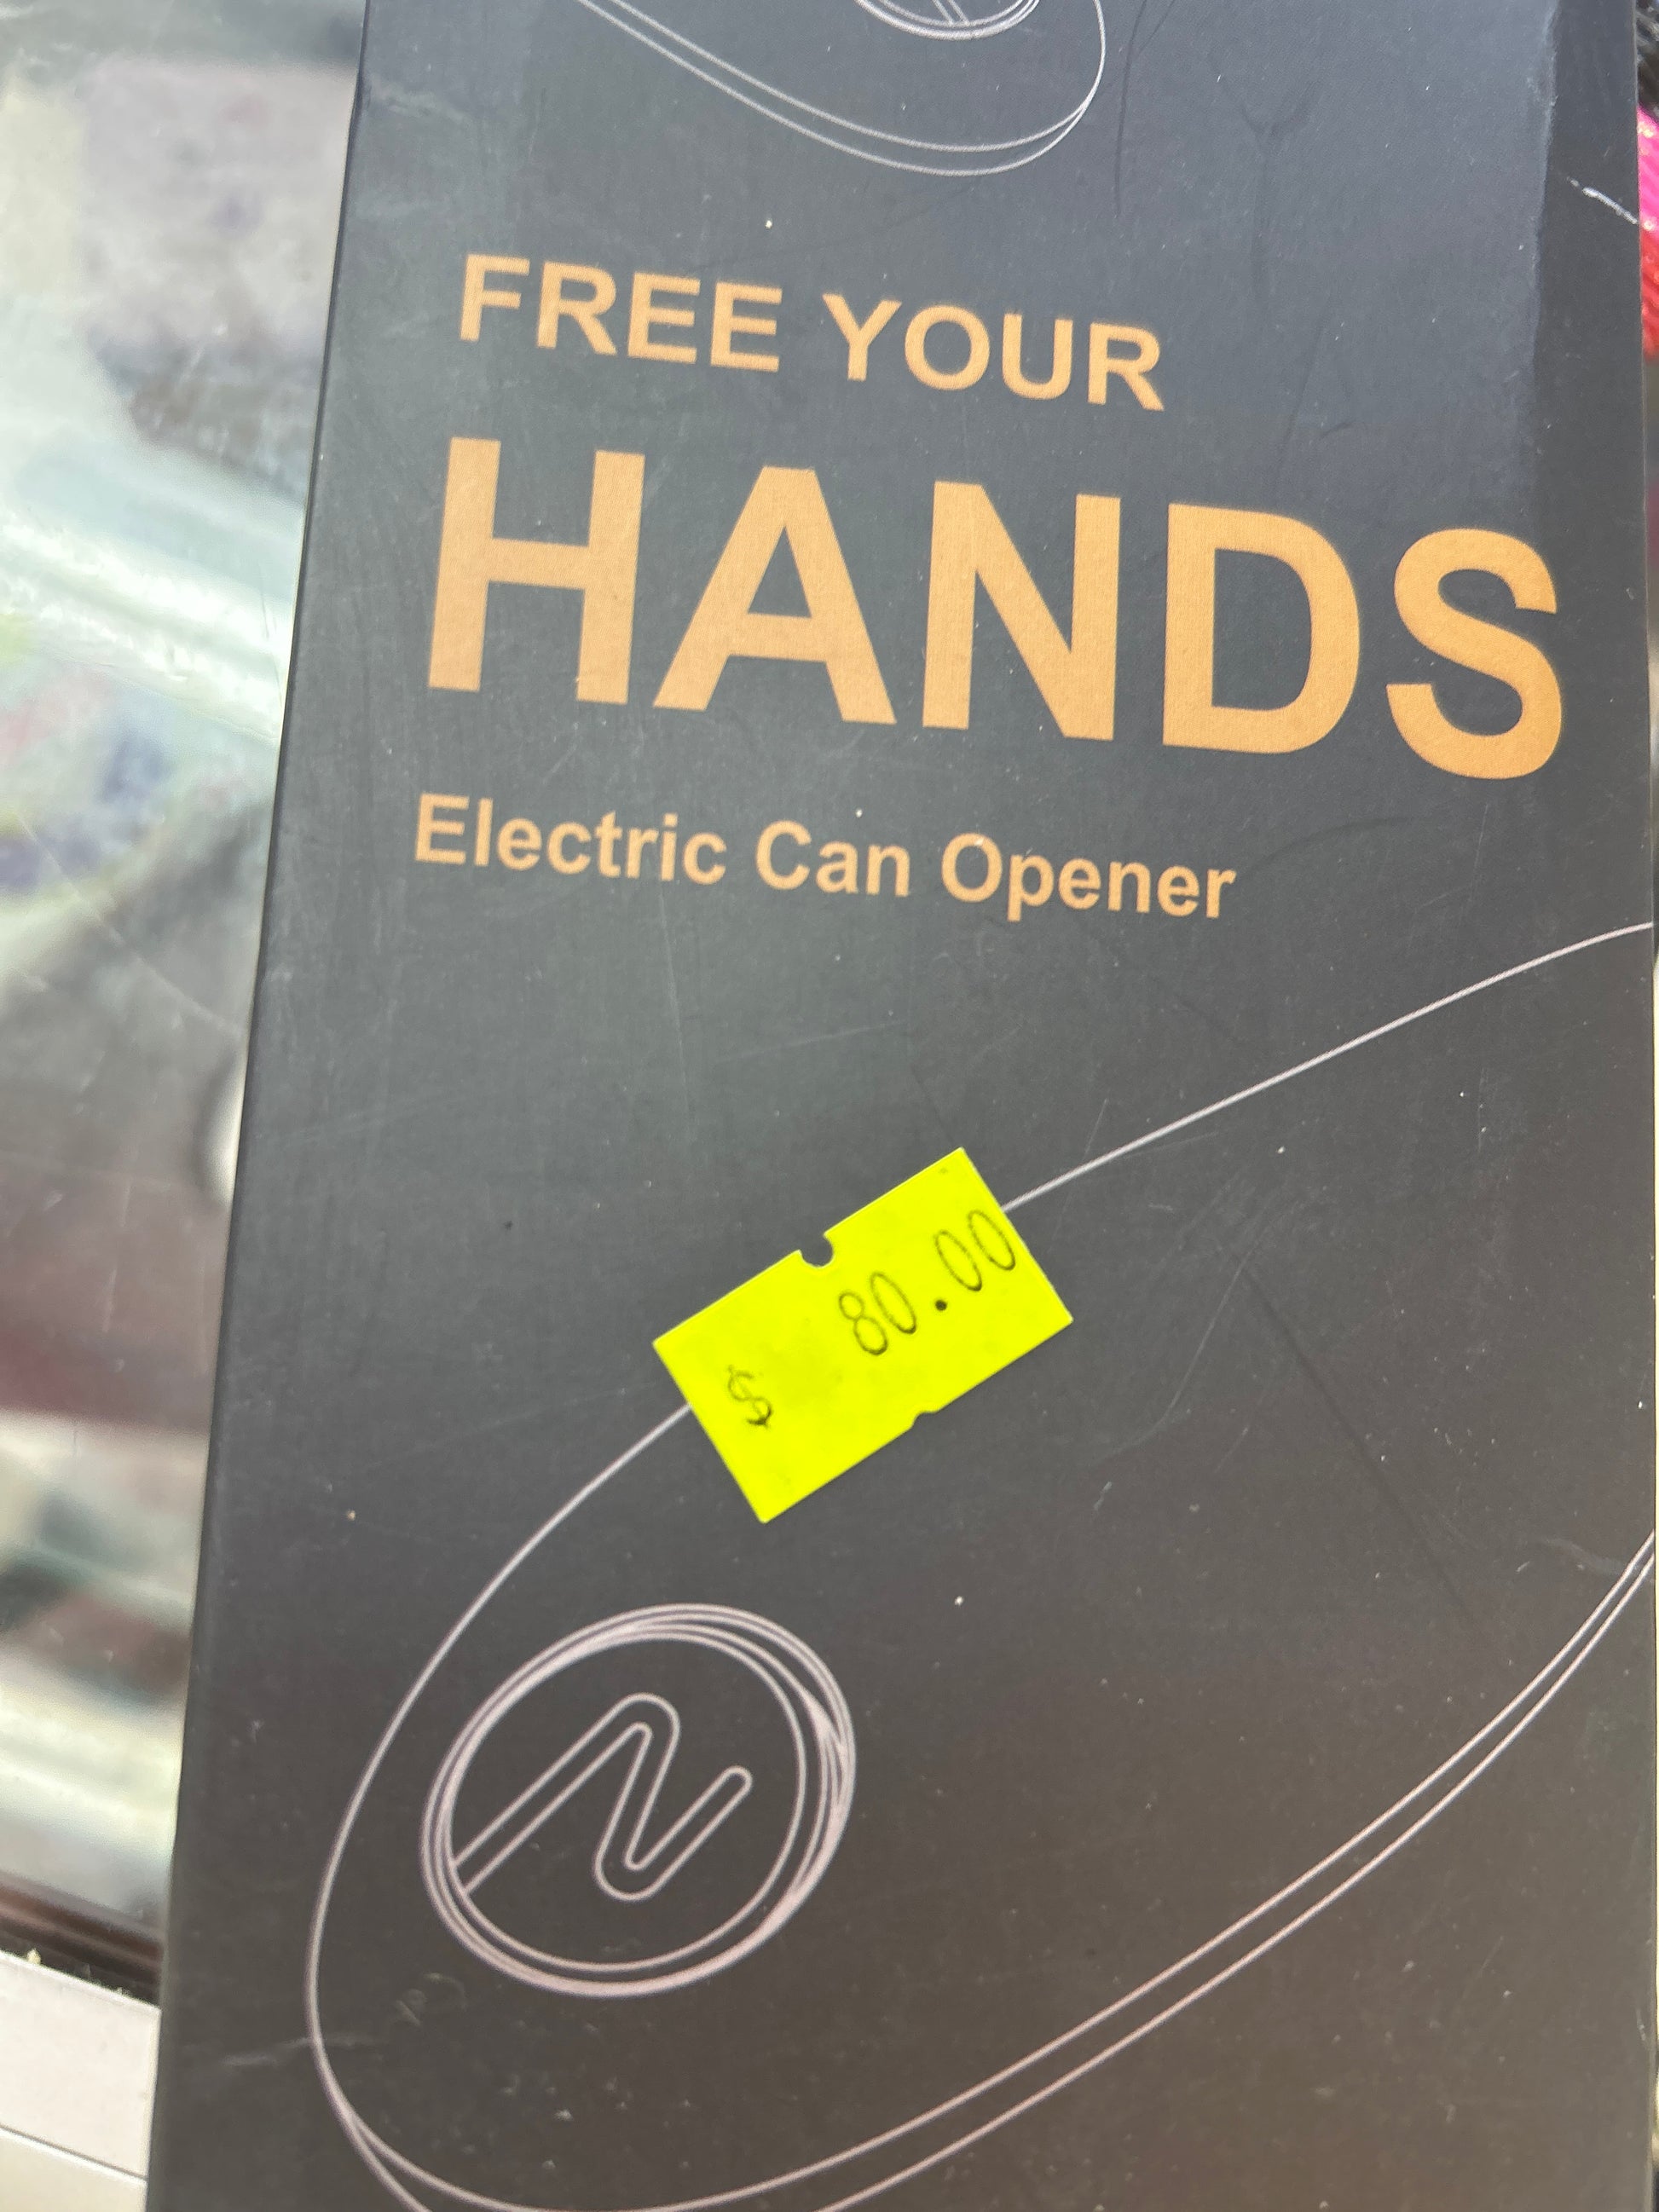 FREE YOUR
HANDS
Electric Can Opener
$ 80.00